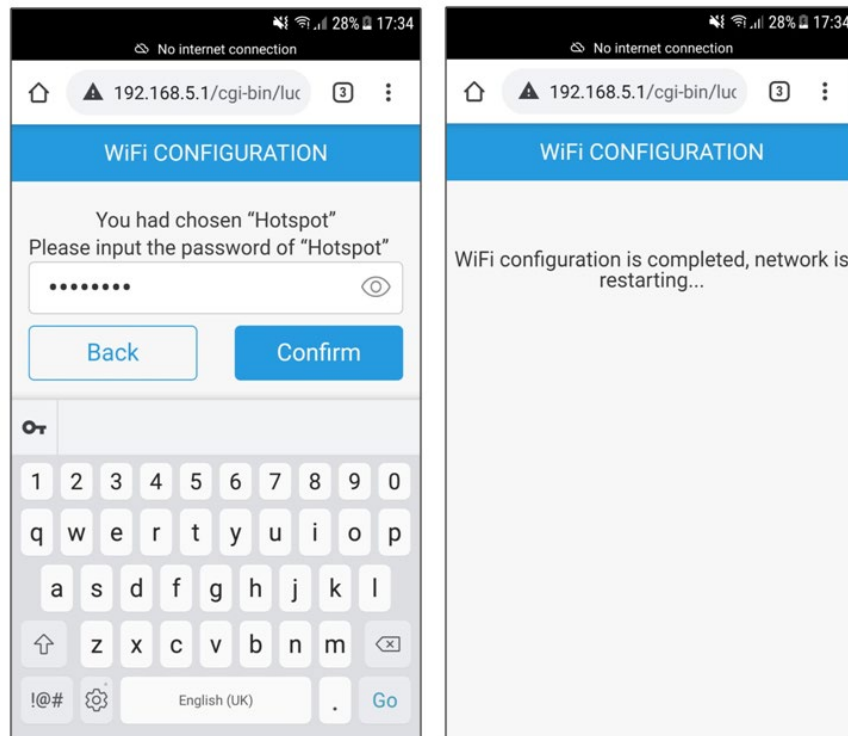 28% 17:34
No internet connection
192.168.5.1/cgi-bin/luc 3
WiFi CONFIGURATION
You had chosen “Hotspot”
Please input the password of “Hotspot”
••••••••
Back Confirm
1 2 3 4 5 6 7 8 9 0
q w e r t y u i o p
a s d f g h j k l
z x c v b n m
!@# English (UK) . Go
28% 17:34
No internet connection
192.168.5.1/cgi-bin/luc 3
WiFi CONFIGURATION
WiFi configuration is completed, network is
restarting...